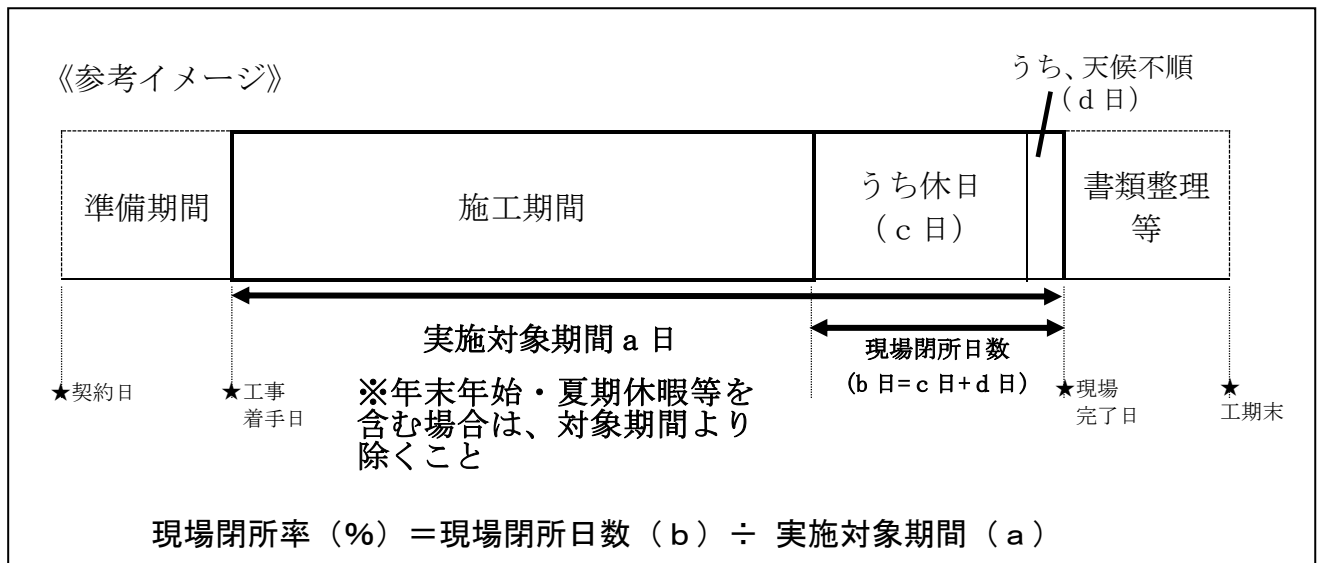 《参考イメージ》
うち、天候不順
（ｄ日）
準備期間
施工期間
うち休日
（ｃ日）
書類整理
等
実施対象期間 a 日
※年末年始・夏期休暇等を
含む場合は、対象期間より
除くこと
現場閉所日数
(b 日=c 日+d 日)
★契約日
★工事
着手日
★現場
完了日
★
工期末
現場閉所率（%）＝現場閉所日数（ｂ）÷ 実施対象期間（ａ）